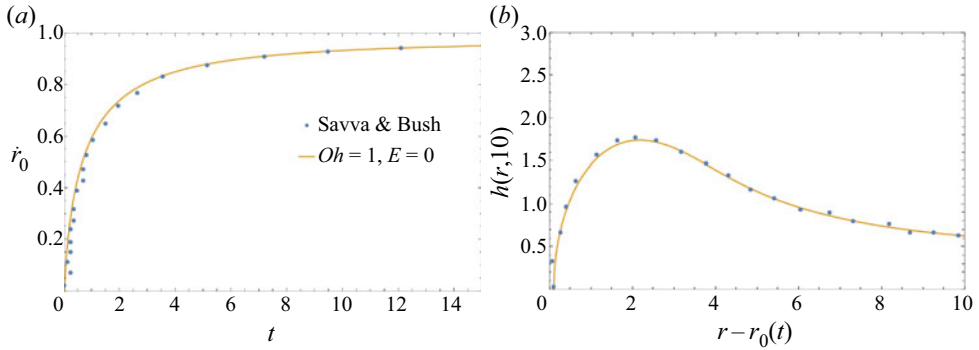 (a)
1.0
0.8
0.6
0.4
0.2
ṙ0
0 2 4 6 8 10 12 14
t
Savva & Bush
Oh = 1, E = 0
(b)
3.0
2.5
2.0
1.5
1.0
0.5
h(r,10)
0 2 4 6 8 10
r – r0(t)